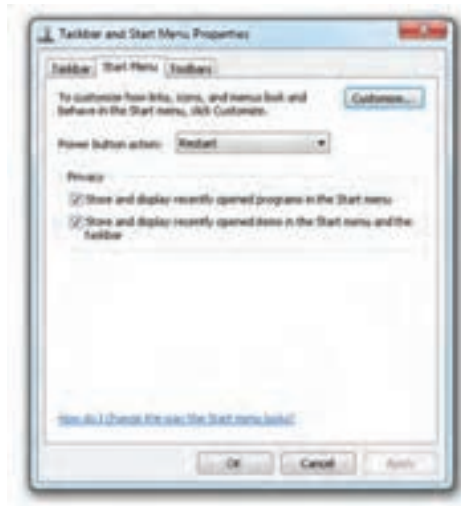 Taskbar and Start Menu Properties
Taskbar Start Menu Toolbars
To customize how links, icons, and menus look and
behave in the Start menu, click Customize.
Customize...
Power button action: Restart
Privacy
Store and display recently opened programs in the Start menu
Store and display recently opened items in the Start menu and the
taskbar
How do I change the way the Start menu looks?
OK Cancel Apply